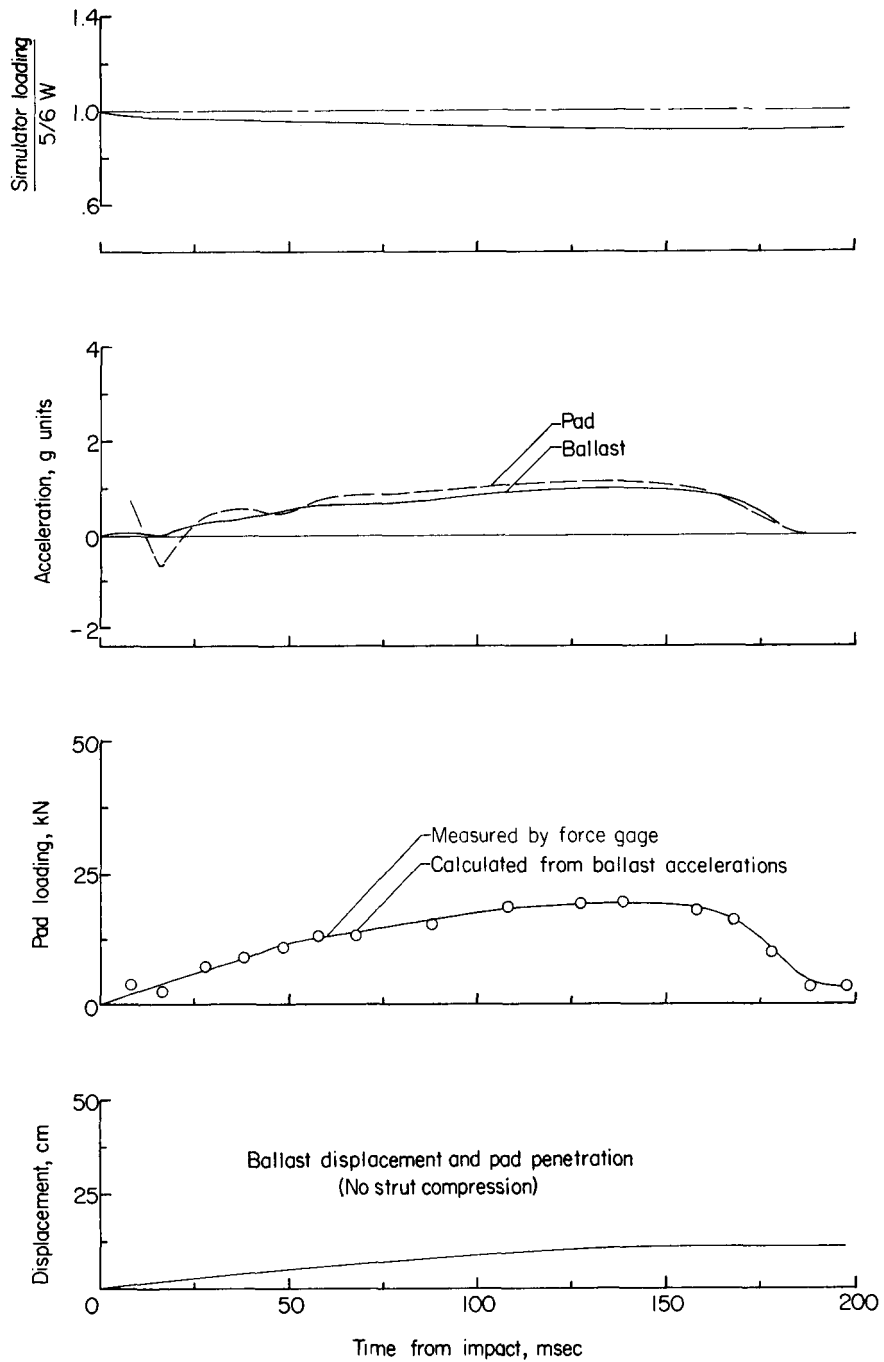 Simulator loading
5/6 W
1.4
1.0
.6
Acceleration, g units
4
2
0
-2
Pad
Ballast
Pad loading, kN
50
25
0
Measured by force gage
Calculated from ballast accelerations
Displacement, cm
50
25
0
Ballast displacement and pad penetration
(No strut compression)
0 50 100 150 200
Time from impact, msec